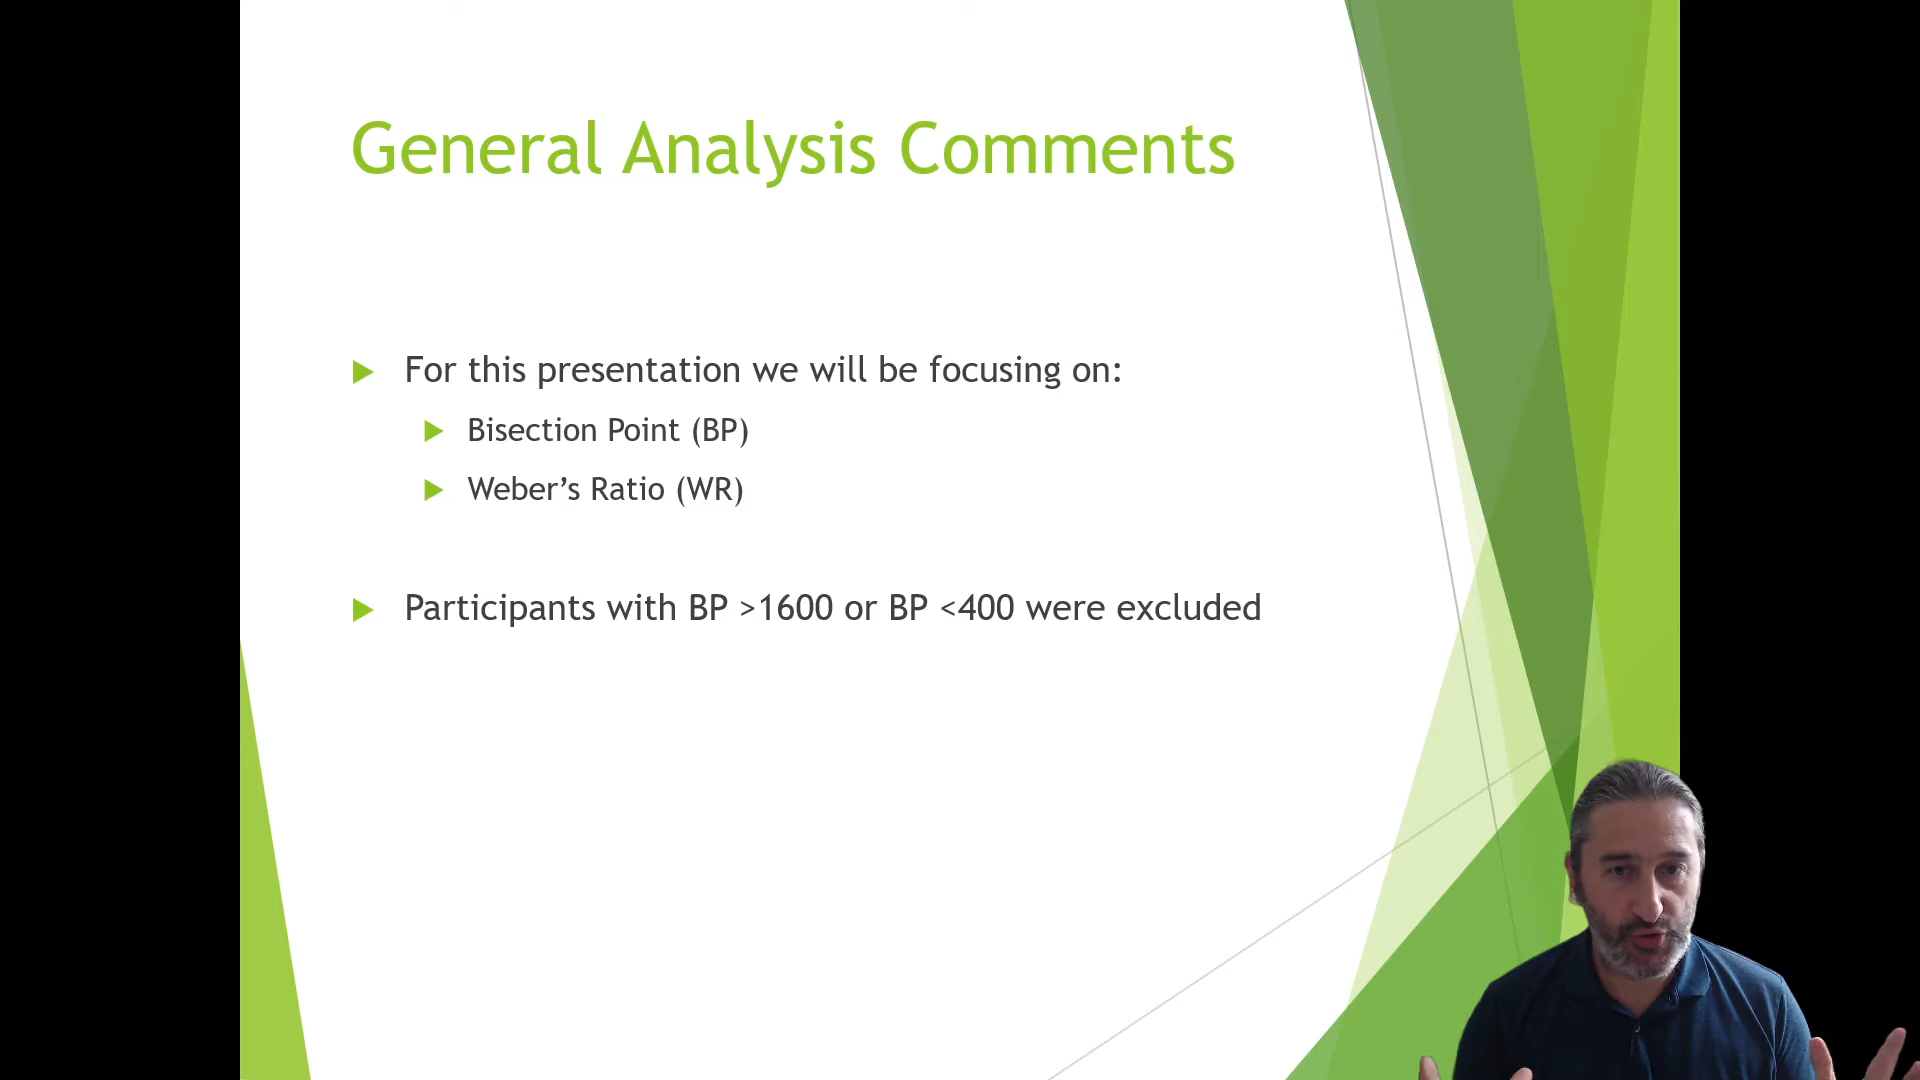 General Analysis Comments
For this presentation we will be focusing on:
Bisection Point (BP)
Weber’s Ratio (WR)
Participants with BP >1600 or BP <400 were excluded